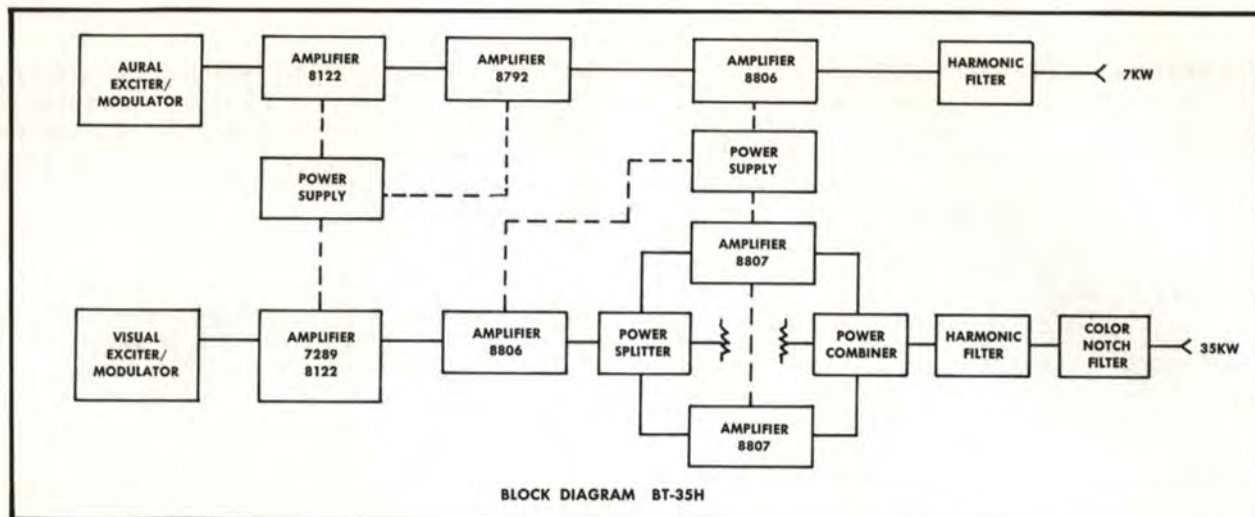 AURAL
EXCITER/
MODULATOR
AMPLIFIER
8122
AMPLIFIER
8792
AMPLIFIER
8806
HARMONIC
FILTER
7KW
POWER
SUPPLY
POWER
SUPPLY
AMPLIFIER
8807
VISUAL
EXCITER/
MODULATOR
AMPLIFIER
7289
8122
AMPLIFIER
8806
POWER
SPLITTER
POWER
COMBINER
HARMONIC
FILTER
COLOR
NOTCH
FILTER
35KW
AMPLIFIER
8807
BLOCK DIAGRAM BT-35H